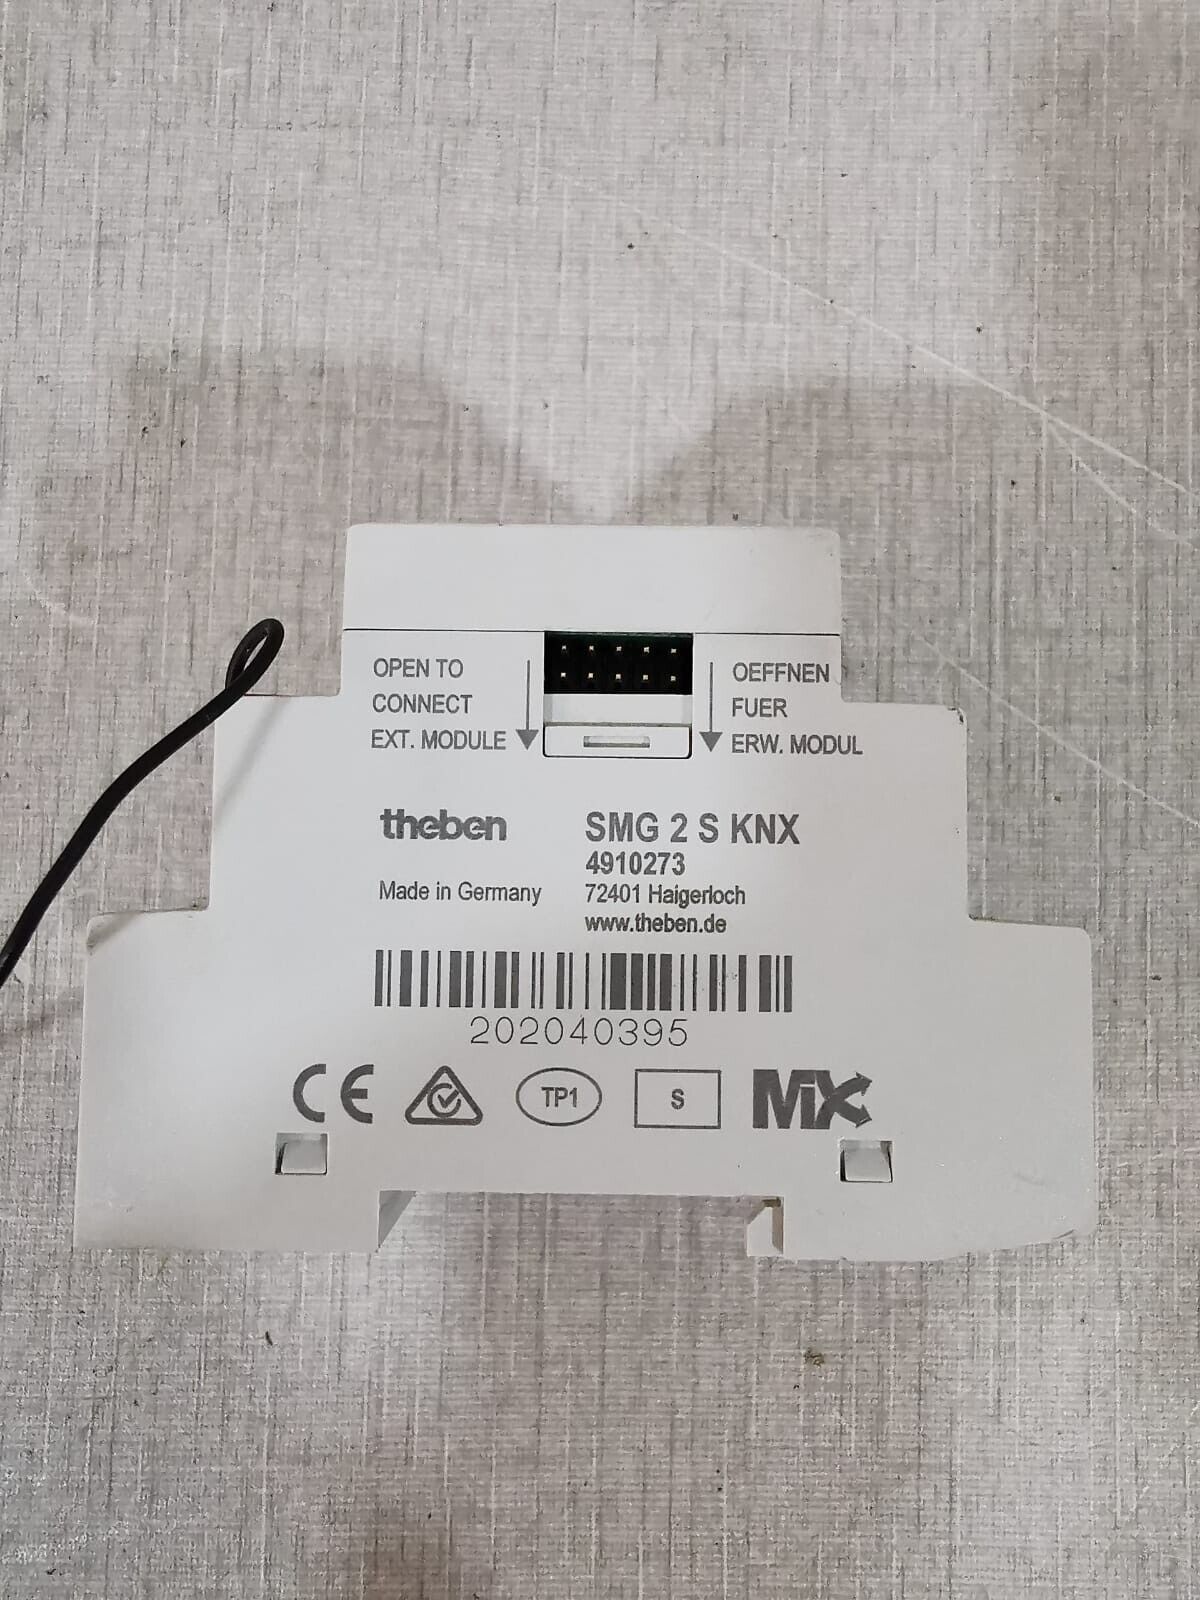 OPEN TO
CONNECT
EXT. MODULE
OEFFNEN
FUER
ERW. MODUL
theben
Made in Germany
SMG 2 S KNX
4910273
72401 Haigerloch
www.theben.de
202040395
CE
TP1
S
MiX